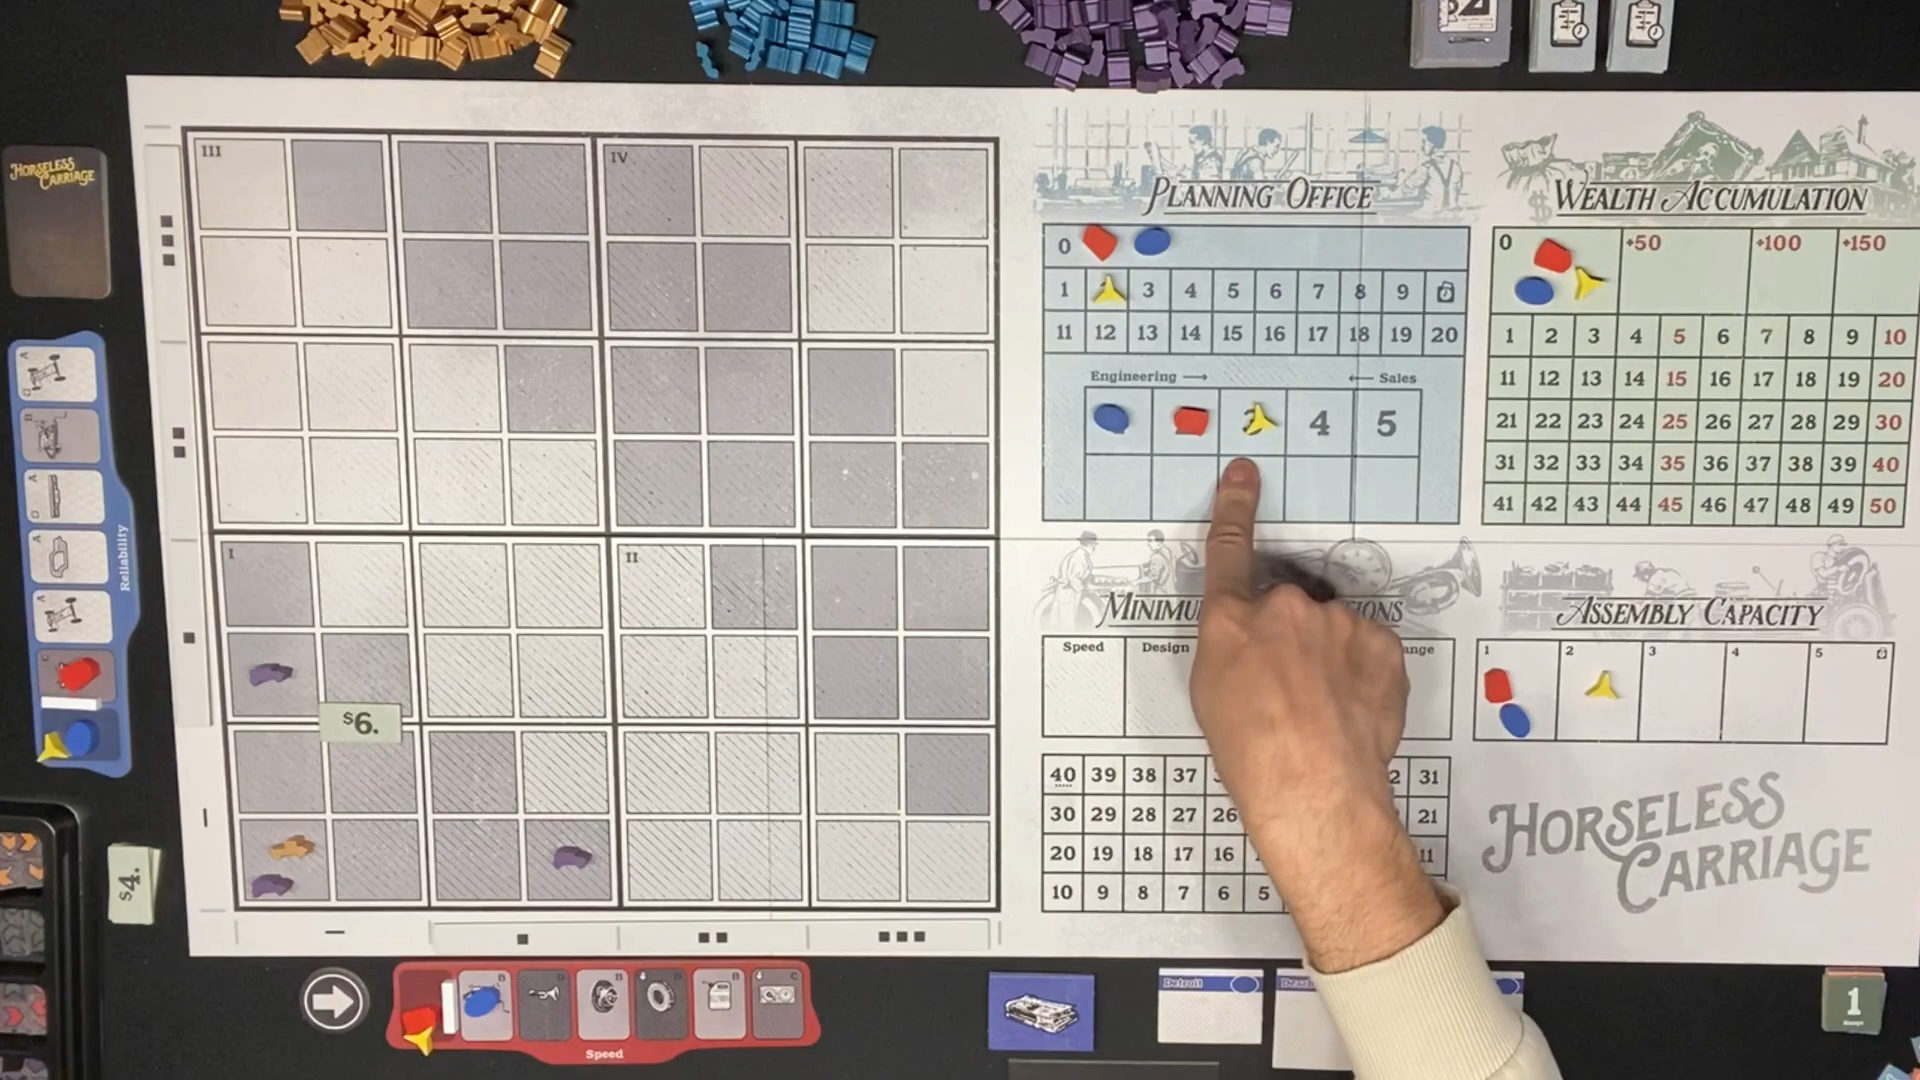 HORSELESS
CARRIAGE
III
IV
I
II
$6.
$4.
Reliability
A
B
A
A
C
PLANNING OFFICE
0
1 3 4 5 6 7 8 9
11 12 13 14 15 16 17 18 19 20
Engineering → ← Sales
4 5
WEALTH ACCUMULATION
0 +50 +100 +150
1 2 3 4 5 6 7 8 9 10
11 12 13 14 15 16 17 18 19 20
21 22 23 24 25 26 27 28 29 30
31 32 33 34 35 36 37 38 39 40
41 42 43 44 45 46 47 48 49 50
Speed Design
40 39 38 37 31
30 29 28 27 26 21
20 19 18 17 16 11
10 9 8 7 6 5
ASSEMBLY CAPACITY
1 2 3 4 5
HORSELESS
CARRIAGE
B D B D B C
Speed
Detroit
1